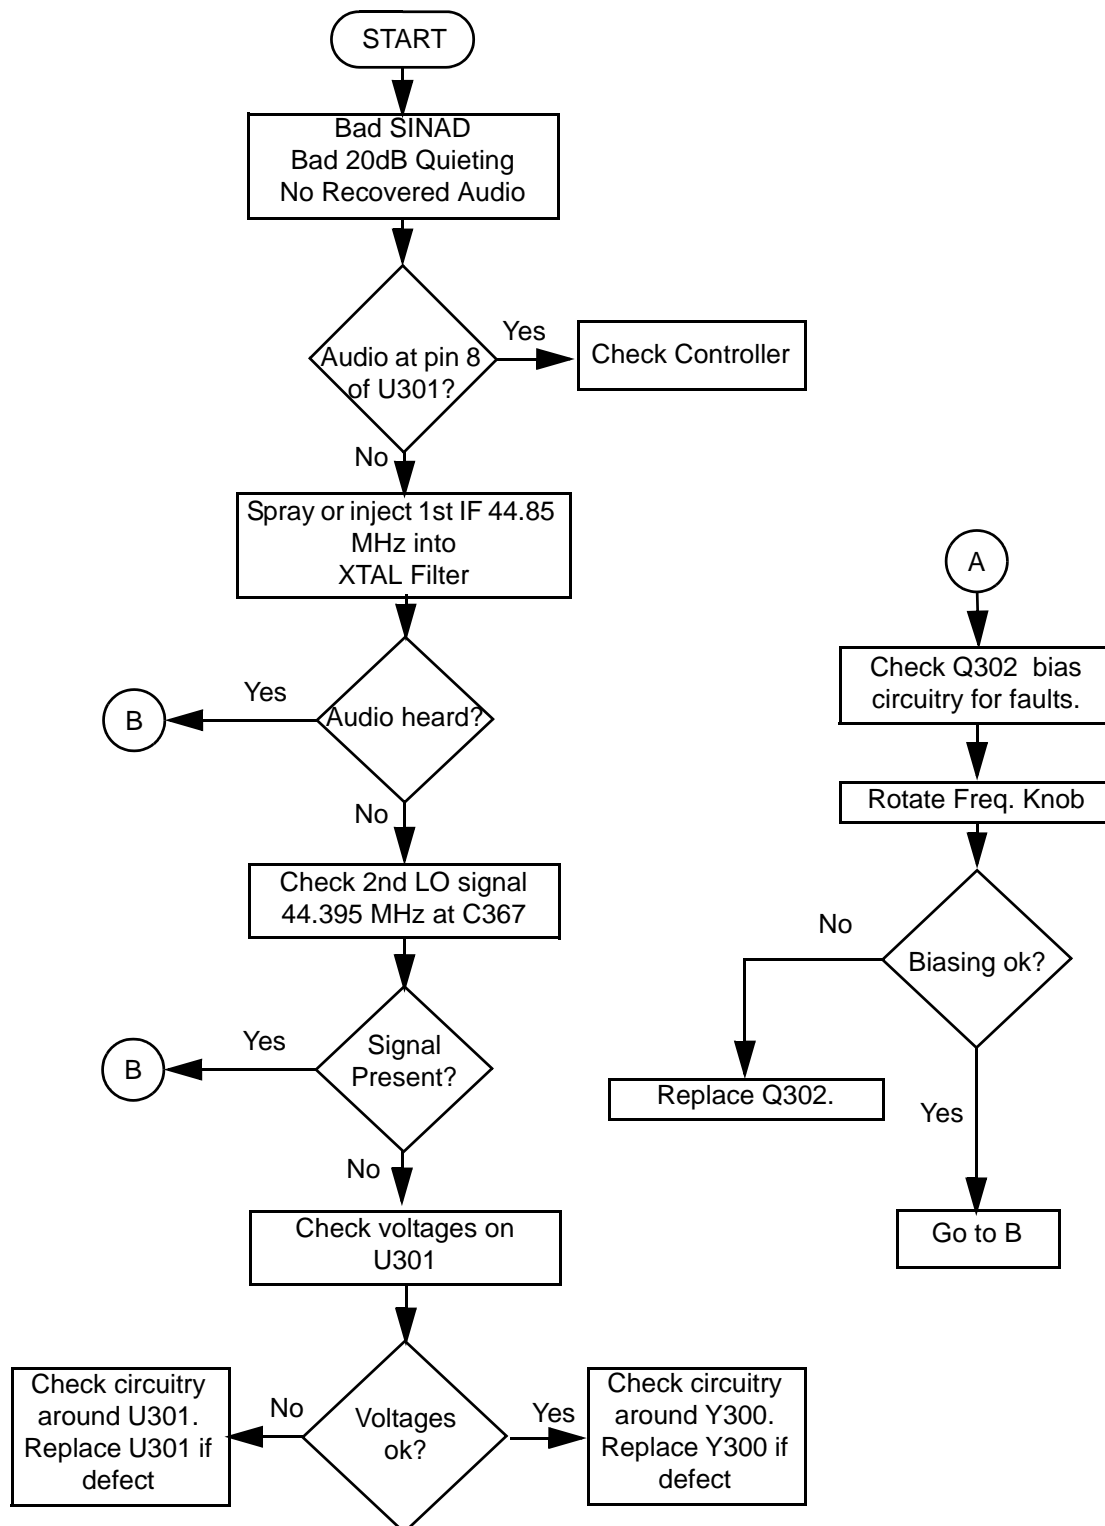 START
Bad SINAD
Bad 20dB Quieting
No Recovered Audio
Yes
Audio at pin 8
of U301?
Check Controller
No
Spray or inject 1st IF 44.85
MHz into
XTAL Filter
Yes
B
Audio heard?
No
Check 2nd LO signal
44.395 MHz at C367
Yes
B
Signal
Present?
No
Check voltages on
U301
Check circuitry
around U301.
Replace U301 if
defect
No
Voltages
ok?
Yes
Check circuitry
around Y300.
Replace Y300 if
defect
A
Check Q302 bias
circuitry for faults.
Rotate Freq. Knob
No
Biasing ok?
Replace Q302.
Yes
Go to B